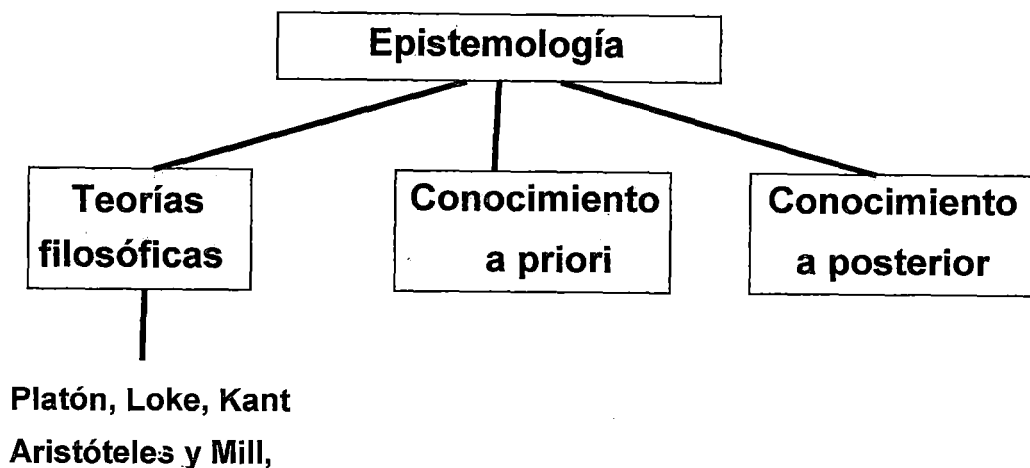 Epistemología
Teorías
filosóficas
Conocimiento
a priori
Conocimiento
a posterior
Platón, Loke, Kant
Aristóteles y Mill,